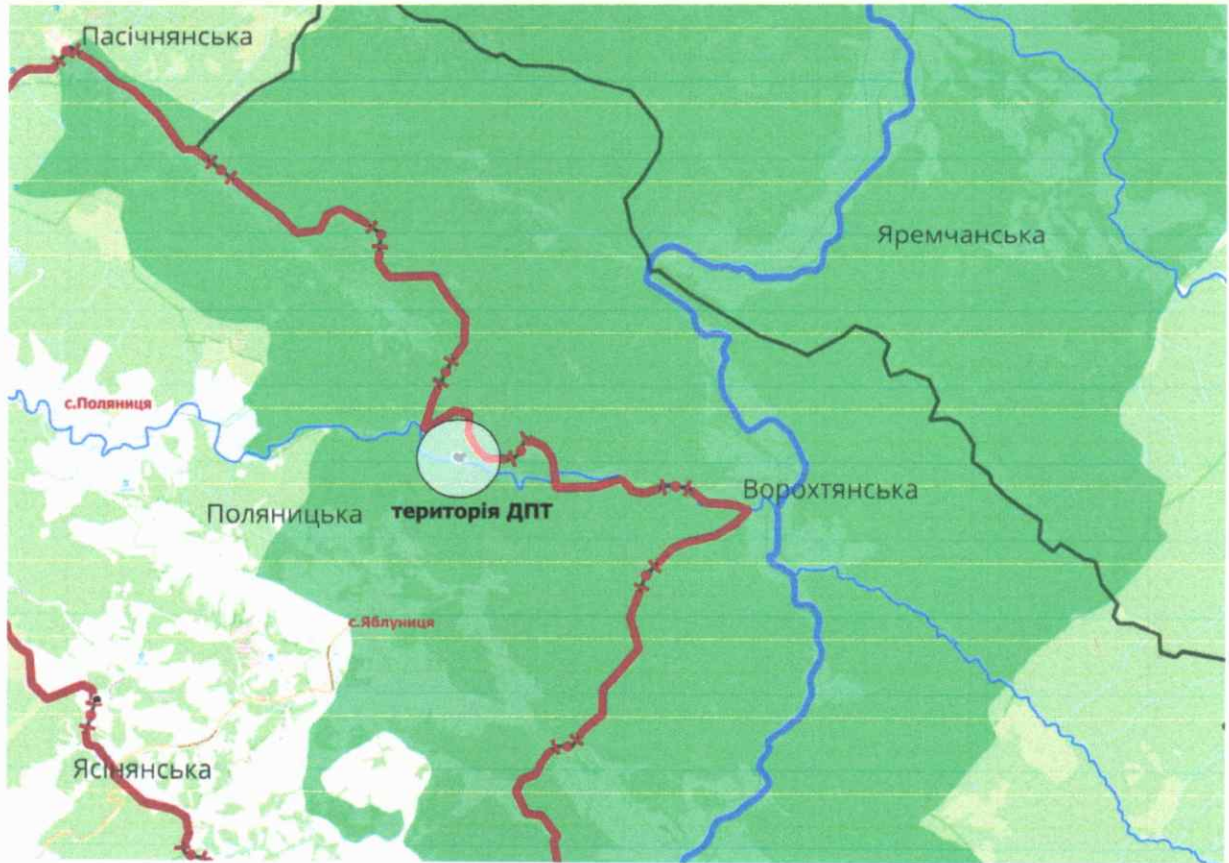 Пасічнянська
Яремчанська
с.Поляниця
Ворохтянська
Поляницька
територія ДПТ
с.Яблуниця
Ясінянська